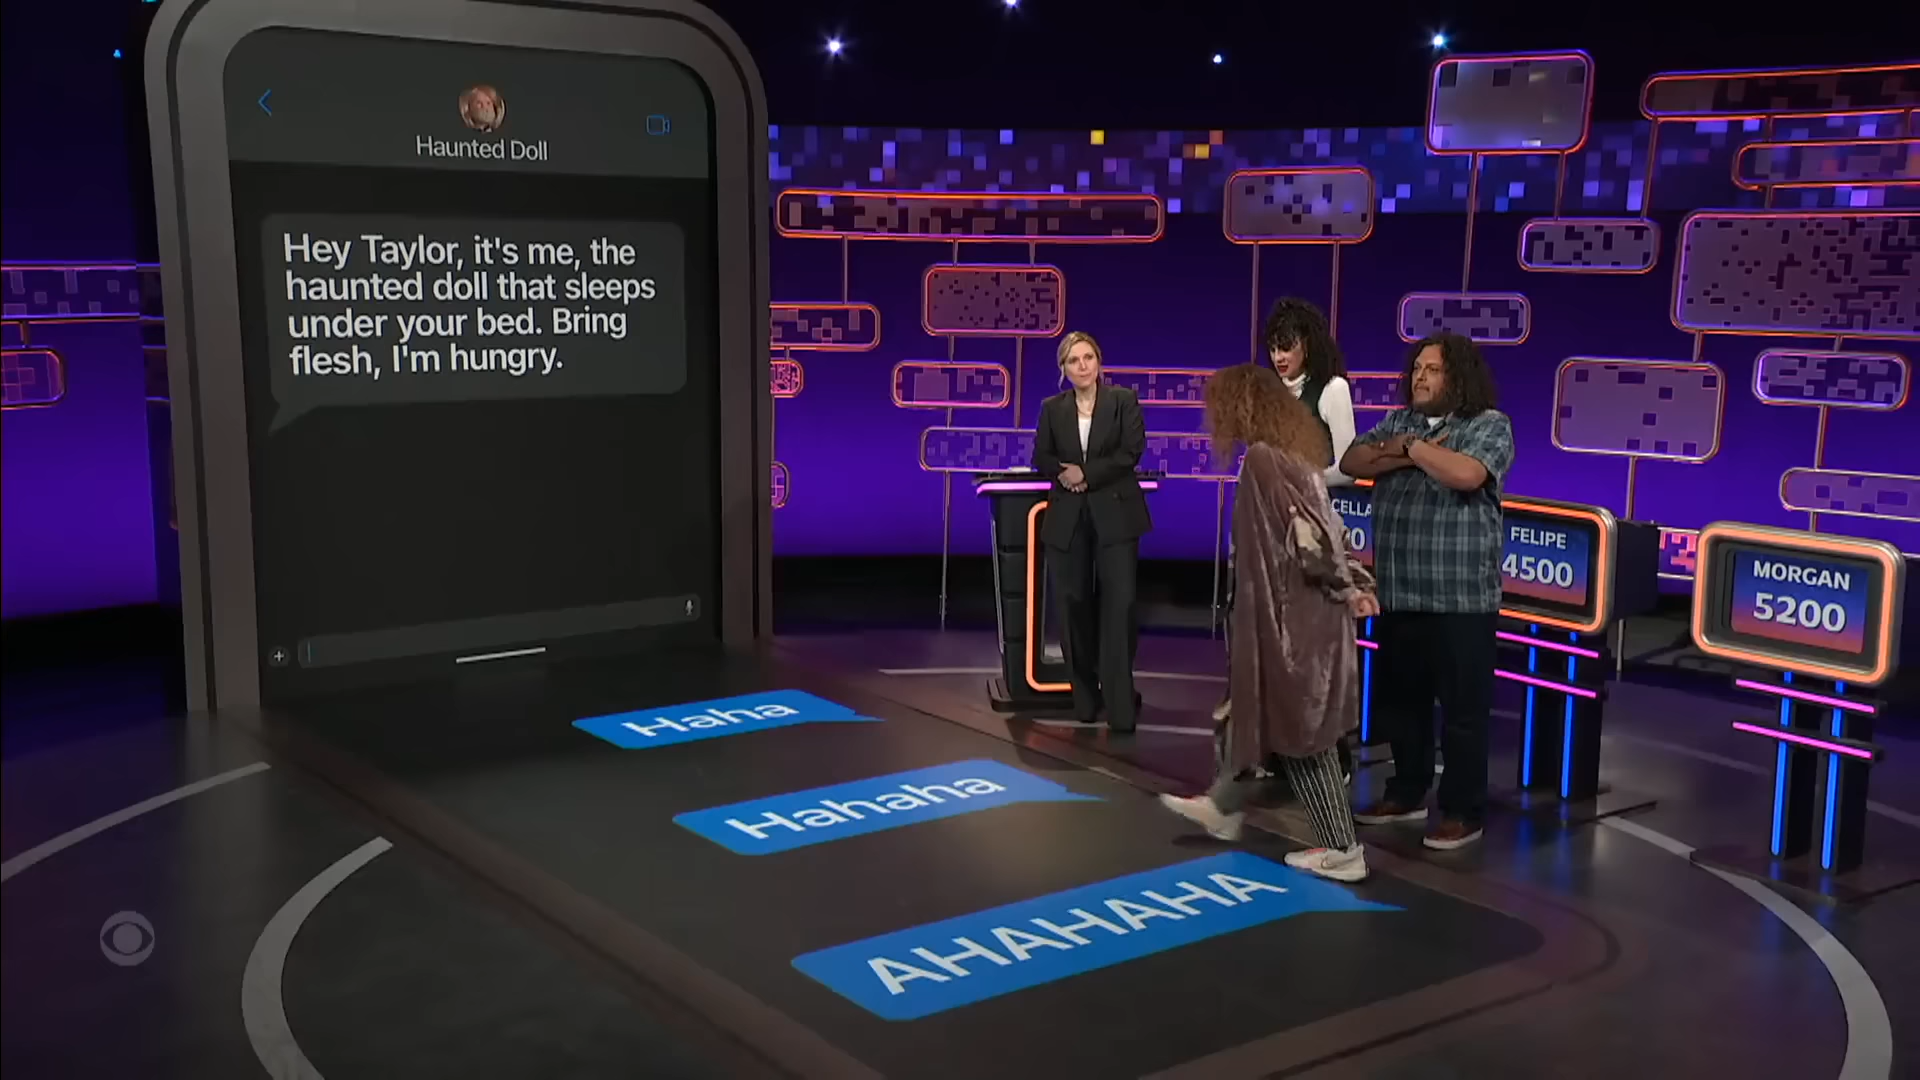 Haunted Doll
Hey Taylor, it's me, the
haunted doll that sleeps
under your bed. Bring
flesh, I'm hungry.
Haha
Hahaha
AHAHAHA
CELLA
FELIPE
4500
MORGAN
5200